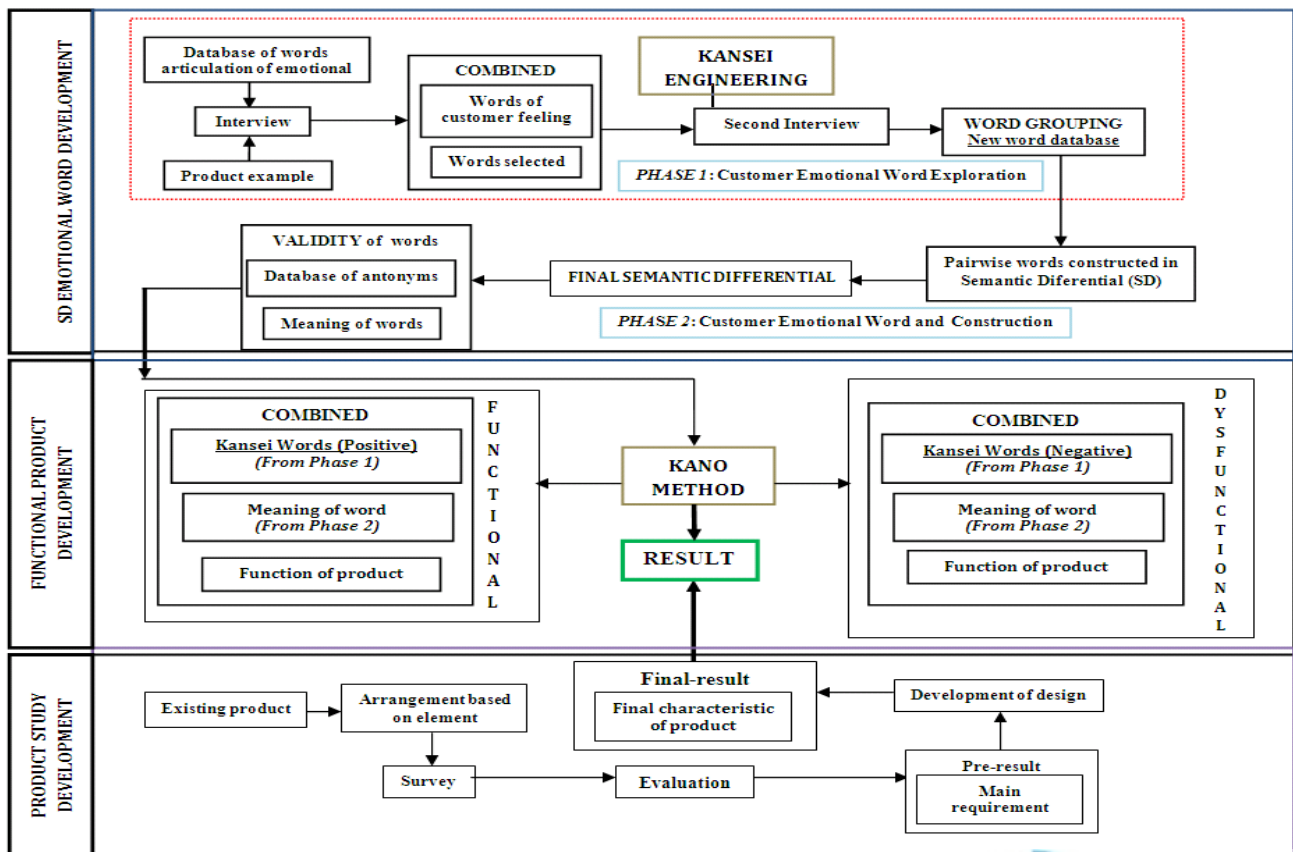 SD EMOTIONAL WORD DEVELOPMENT
Database of words
articulation of emotional
Interview
Product example
COMBINED
Words of
customer feeling
Words selected
KANSEI
ENGINEERING
Second Interview
WORD GROUPING
New word database
PHASE 1: Customer Emotional Word Exploration
VALIDITY of words
Database of antonyms
Meaning of words
FINAL SEMANTIC DIFFERENTIAL
Pairwise words constructed in
Semantic Diferential (SD)
PHASE 2: Customer Emotional Word and Construction
FUNCTIONAL PRODUCT
DEVELOPMENT
COMBINED
Kansei Words (Positive)
(From Phase 1)
Meaning of word
(From Phase 2)
Function of product
FUNCTIONAL
KANO
METHOD
RESULT
COMBINED
Kansei Words (Negative)
(From Phase 1)
Meaning of word
(From Phase 2)
Function of product
DYSFUNCTIONAL
PRODUCT STUDY
DEVELOPMENT
Existing product
Arrangement based
on element
Survey
Evaluation
Final-result
Final characteristic
of product
Development of design
Pre-result
Main
requirement